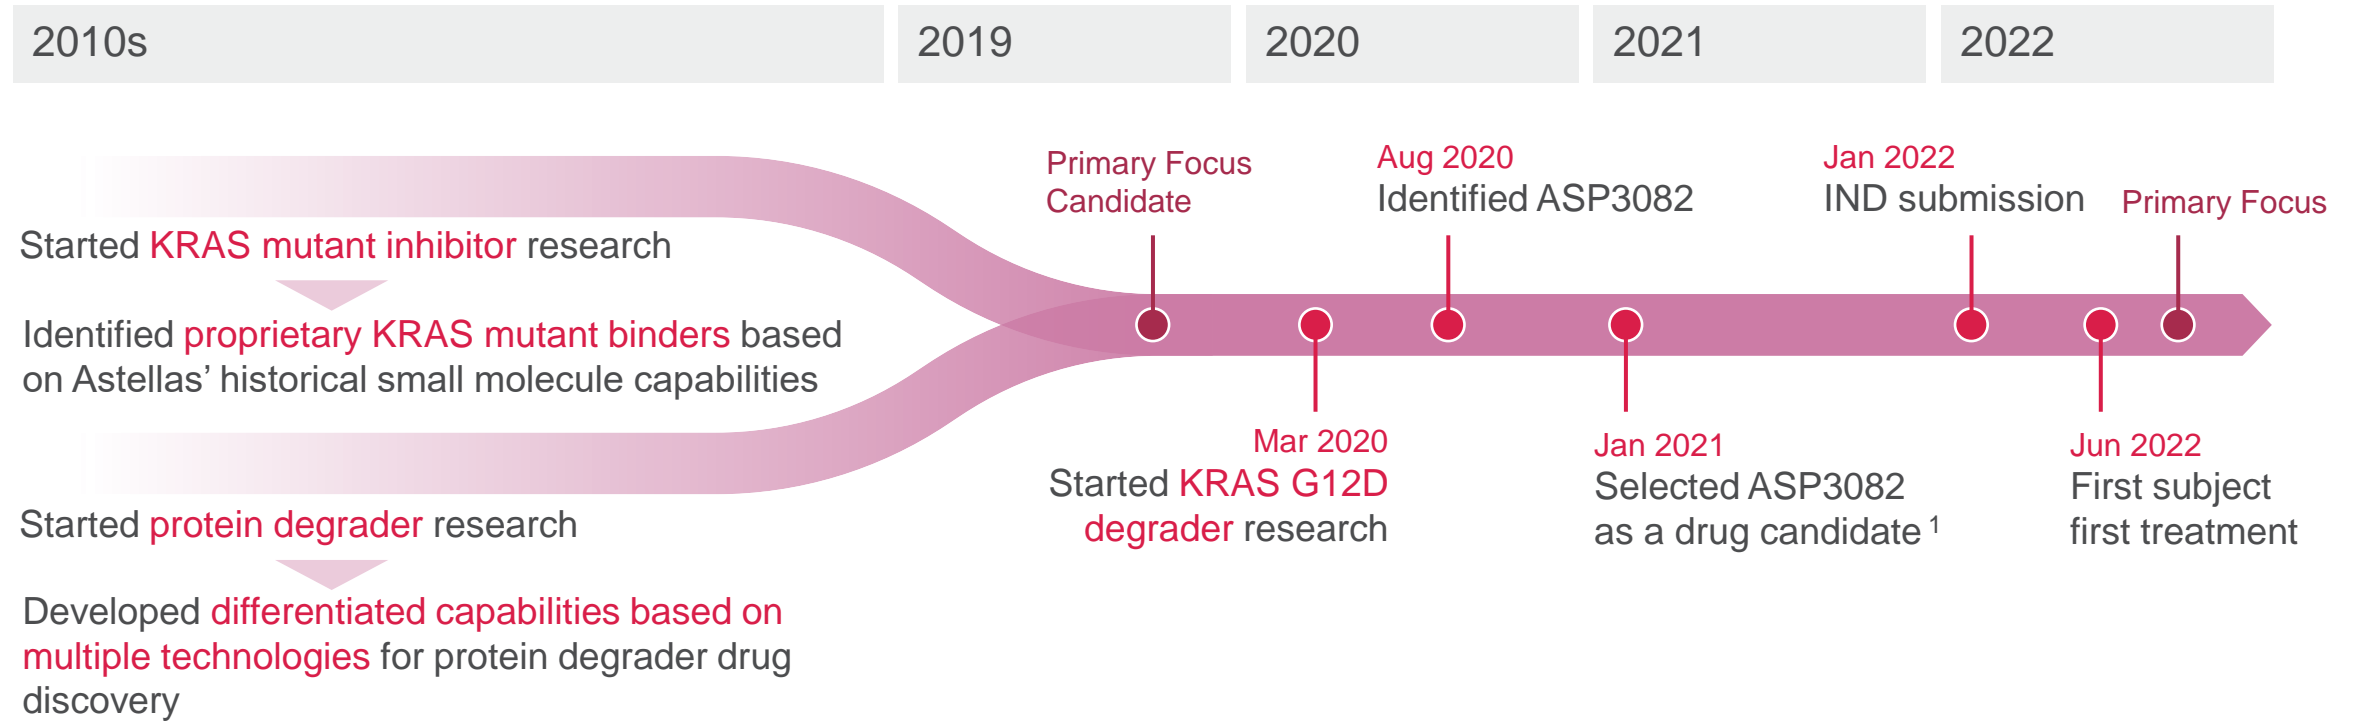 2010s
2019
2020
2021
2022
Started KRAS mutant inhibitor research
Identified proprietary KRAS mutant binders based
on Astellas’ historical small molecule capabilities
Started protein degrader research
Developed differentiated capabilities based on
multiple technologies for protein degrader drug
discovery
Primary Focus
Candidate
Mar 2020
Started KRAS G12D
degrader research
Aug 2020
Identified ASP3082
Jan 2021
Selected ASP3082
as a drug candidate 1
Jan 2022
IND submission
Jun 2022
First subject
first treatment
Primary Focus